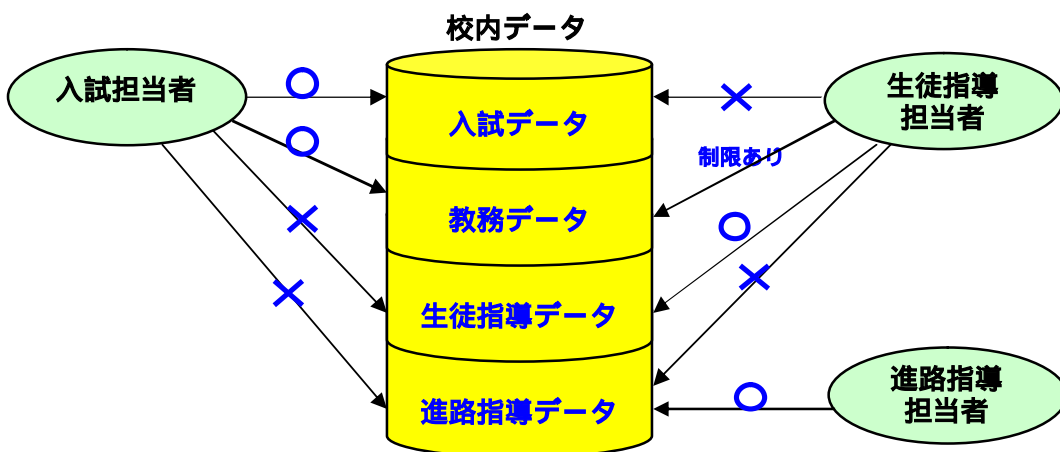 校内データ
入試担当者
生徒指導
担当者
入試データ
制限あり
教務データ
生徒指導データ
進路指導データ
進路指導
担当者